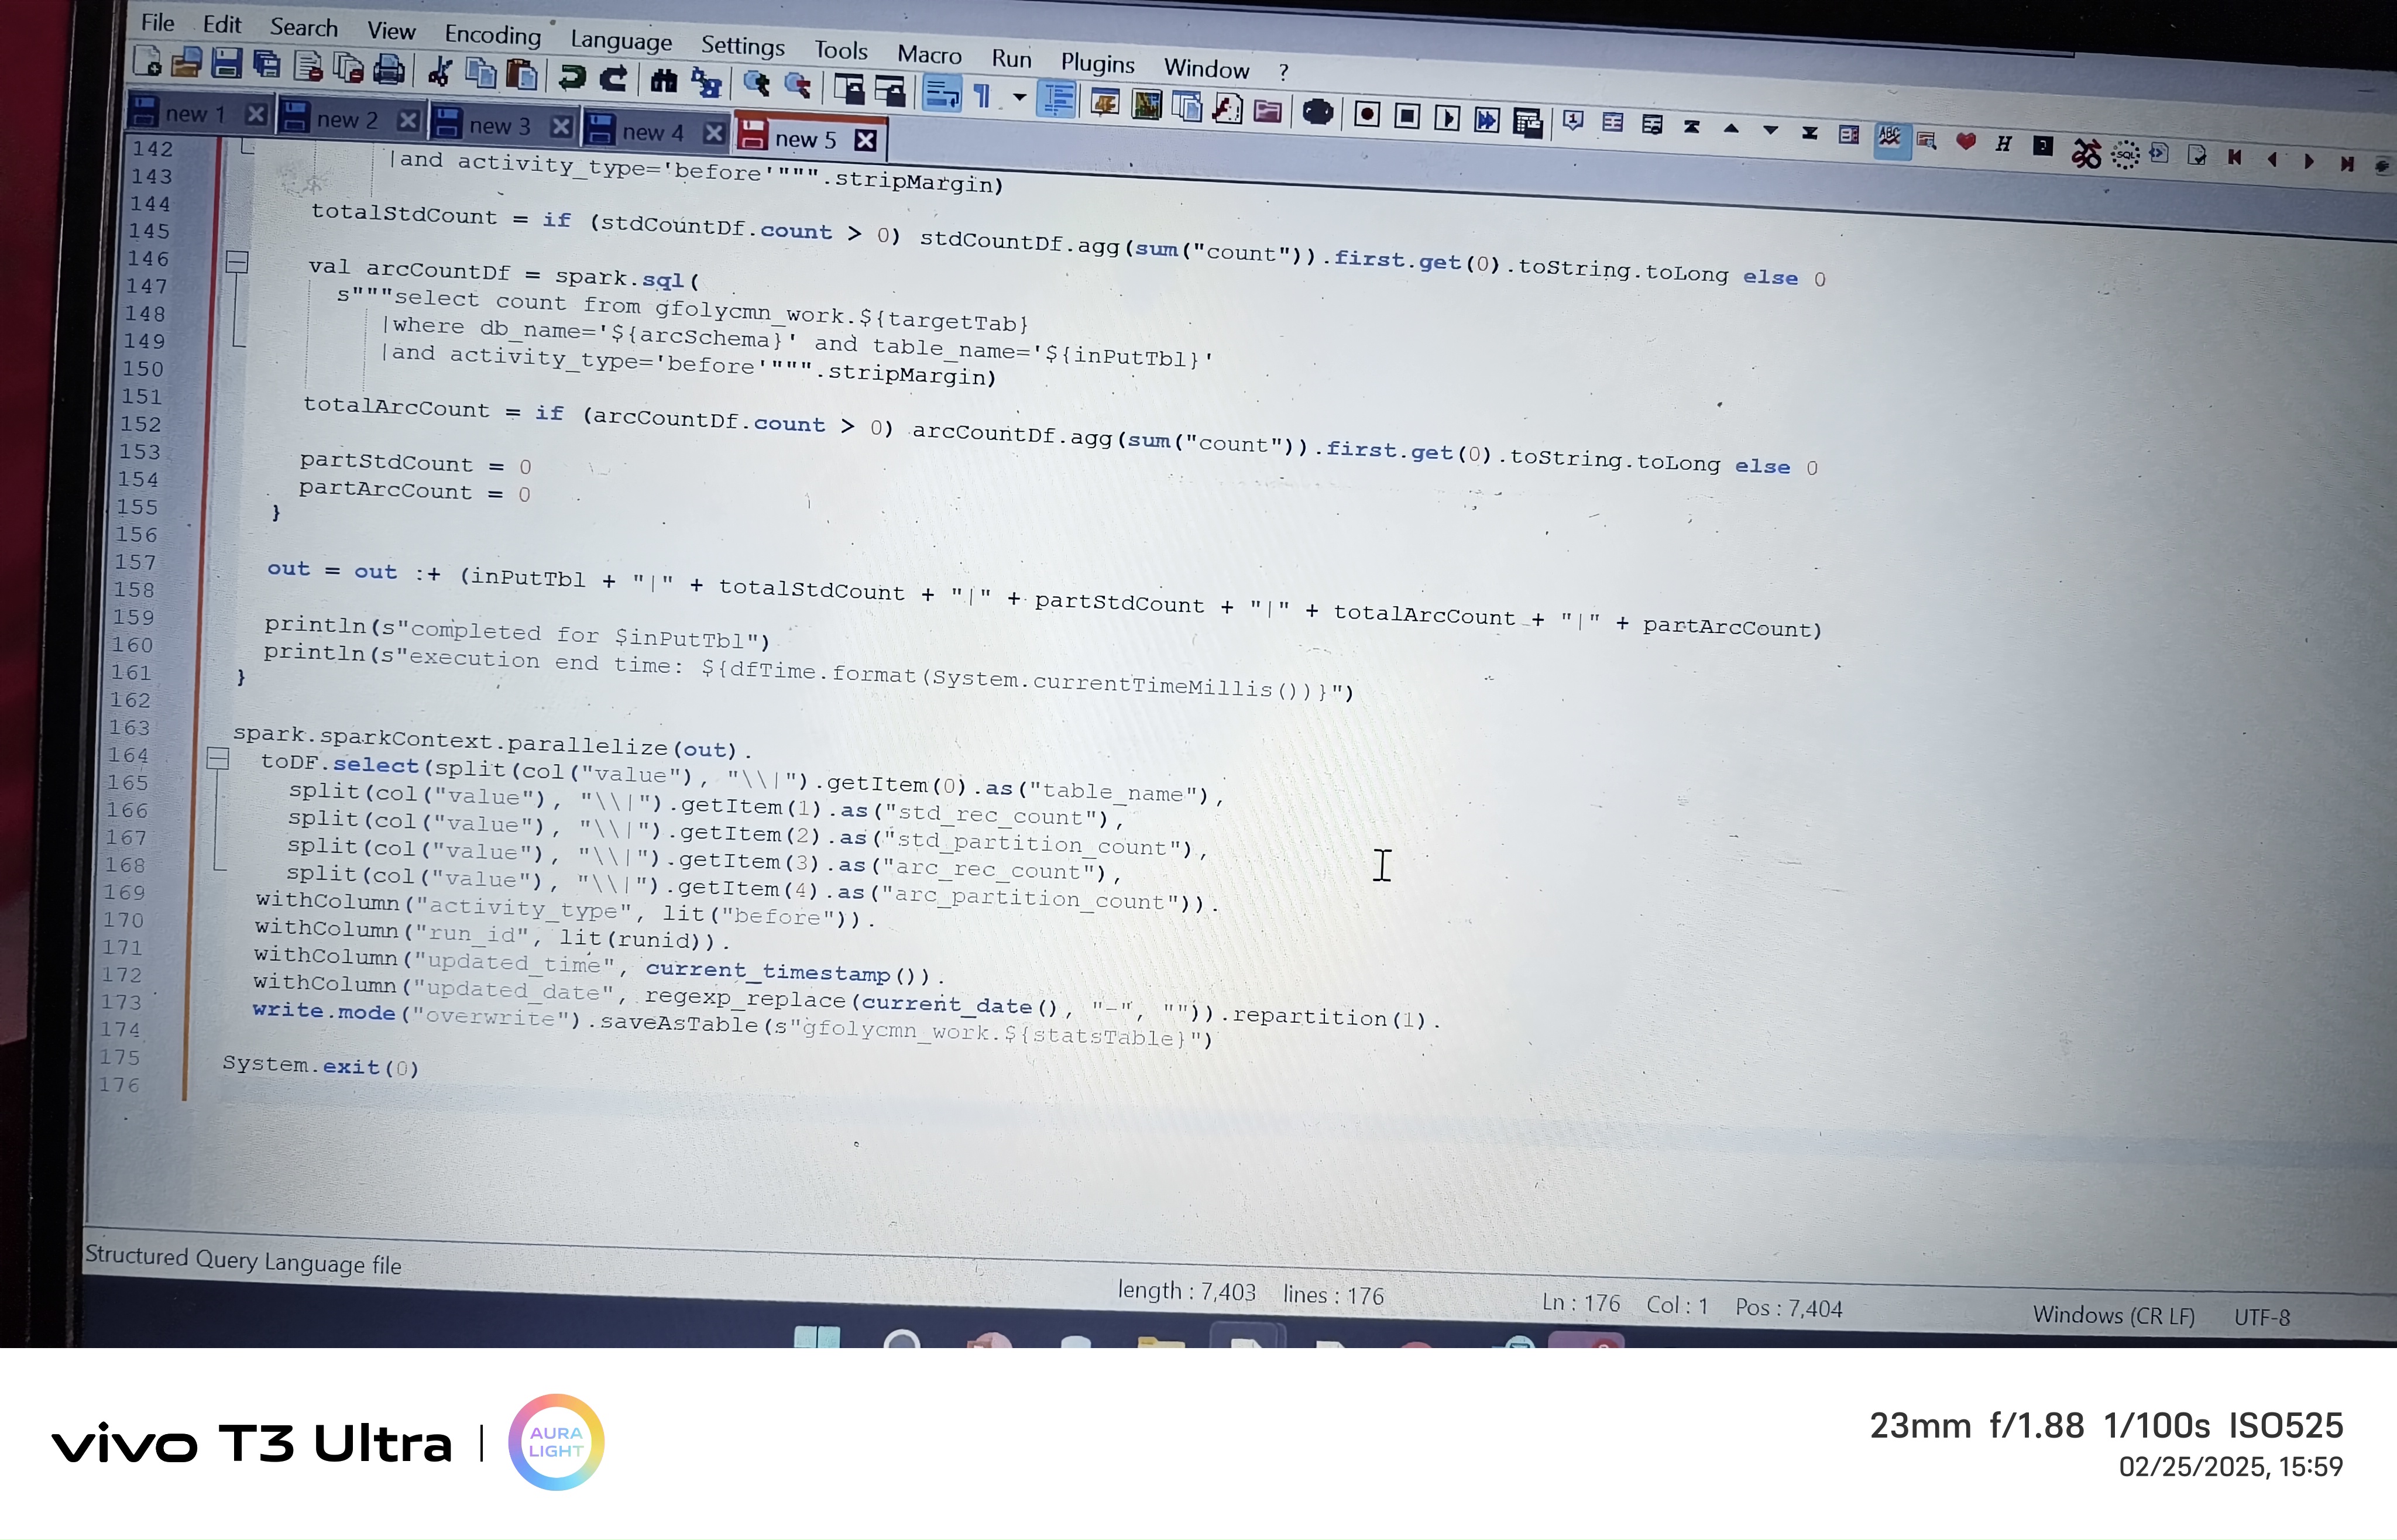 File Edit Search View Encoding Language Settings Tools Macro Run Plugins Window ?
new 1 new 2 new 3 new 4 new 5
142 |and activity_type='before'""".stripMargin)
143
144 totalStdCount = if (stdCountDf.count > 0) stdCountDf.agg(sum("count")).first.get(0).toString.toLong else 0
145
146 val arcCountDf = spark.sql(
147 s"""select count from gfolycmn_work.${targetTab}
148 |where db_name='${arcSchema}' and table_name='${inPutTbl}'
149 |and activity_type='before'""".stripMargin)
150
151 totalArcCount = if (arcCountDf.count > 0) arcCountDf.agg(sum("count")).first.get(0).toString.toLong else 0
152
153 partStdCount = 0
154 partArcCount = 0
155 }
156
157 out = out :+ (inPutTbl + "|" + totalStdCount + "|" + partStdCount + "|" + totalArcCount + "|" + partArcCount)
158
159 println(s"completed for $inPutTbl")
160 println(s"execution end time: ${dfTime.format(System.currentTimeMillis())}")
161 }
162
163 spark.sparkContext.parallelize(out).
164 toDF.select(split(col("value"), "\\|").getItem(0).as("table_name"),
165 split(col("value"), "\\|").getItem(1).as("std_rec_count"),
166 split(col("value"), "\\|").getItem(2).as("std_partition_count"),
167 split(col("value"), "\\|").getItem(3).as("arc_rec_count"),
168 split(col("value"), "\\|").getItem(4).as("arc_partition_count")).
169 withColumn("activity_type", lit("before")).
170 withColumn("run_id", lit(runid)).
171 withColumn("updated_time", current_timestamp()).
172 withColumn("updated_date", regexp_replace(current_date(), "-", "")).repartition(1).
173 write.mode("overwrite").saveAsTable(s"gfolycmn_work.${statsTable}")
174
175 System.exit(0)
176
Structured Query Language file length : 7,403 lines : 176 Ln : 176 Col : 1 Pos : 7,404 Windows (CR LF) UTF-8
vivo T3 Ultra | AURA LIGHT
23mm f/1.88 1/100s ISO525
02/25/2025, 15:59